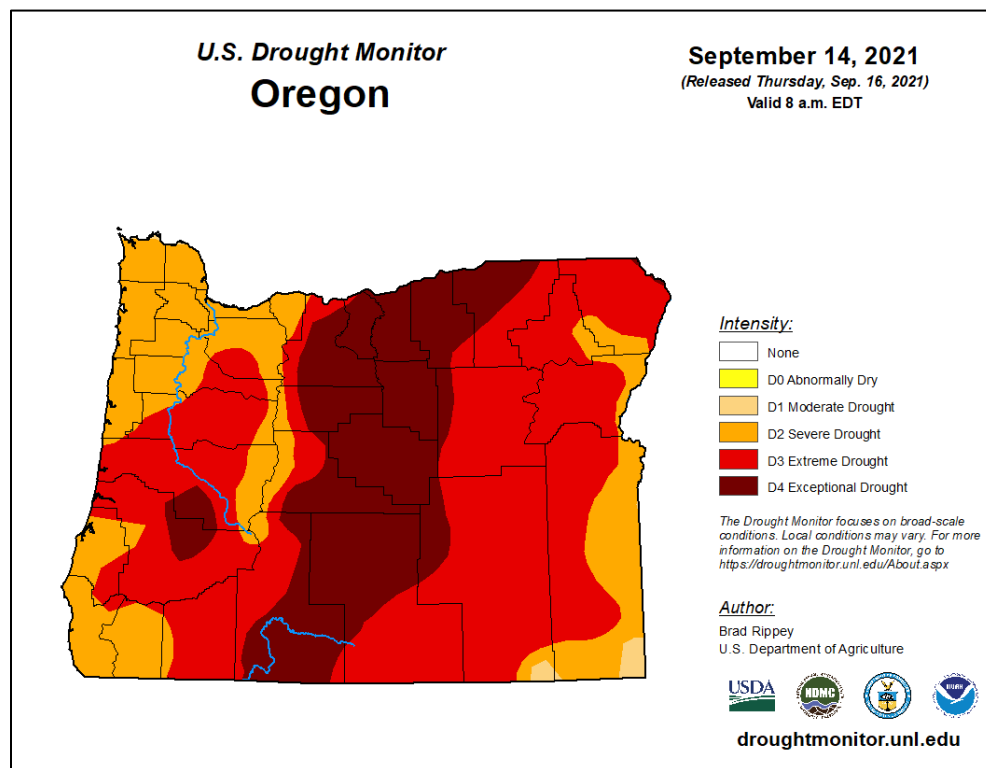 U.S. Drought Monitor
Oregon
September 14, 2021
(Released Thursday, Sep. 16, 2021)
Valid 8 a.m. EDT
Intensity:
None
D0 Abnormally Dry
D1 Moderate Drought
D2 Severe Drought
D3 Extreme Drought
D4 Exceptional Drought
The Drought Monitor focuses on broad-scale
conditions. Local conditions may vary. For more
information on the Drought Monitor, go to
https://droughtmonitor.unl.edu/About.aspx
Author:
Brad Rippey
U.S. Department of Agriculture
USDA
NDMC
NOAA
droughtmonitor.unl.edu